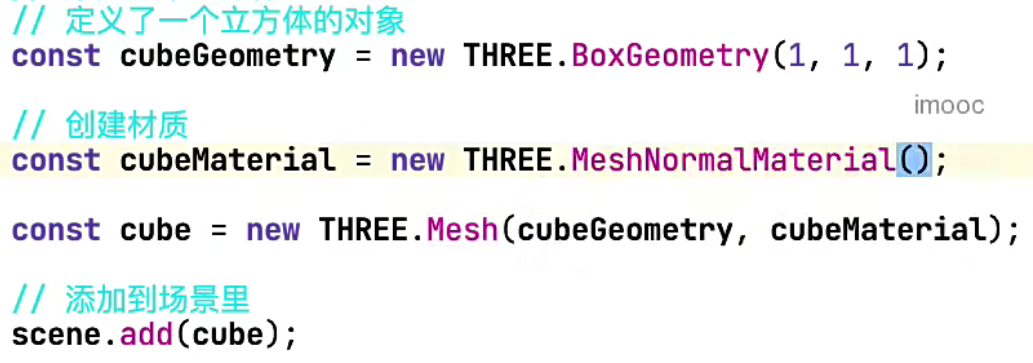 // 定义了一个立方体的对象
const cubeGeometry = new THREE.BoxGeometry(1, 1, 1);
imooc
// 创建材质
const cubeMaterial = new THREE.MeshNormalMaterial();
const cube = new THREE.Mesh(cubeGeometry, cubeMaterial);
// 添加到场景里
scene.add(cube);